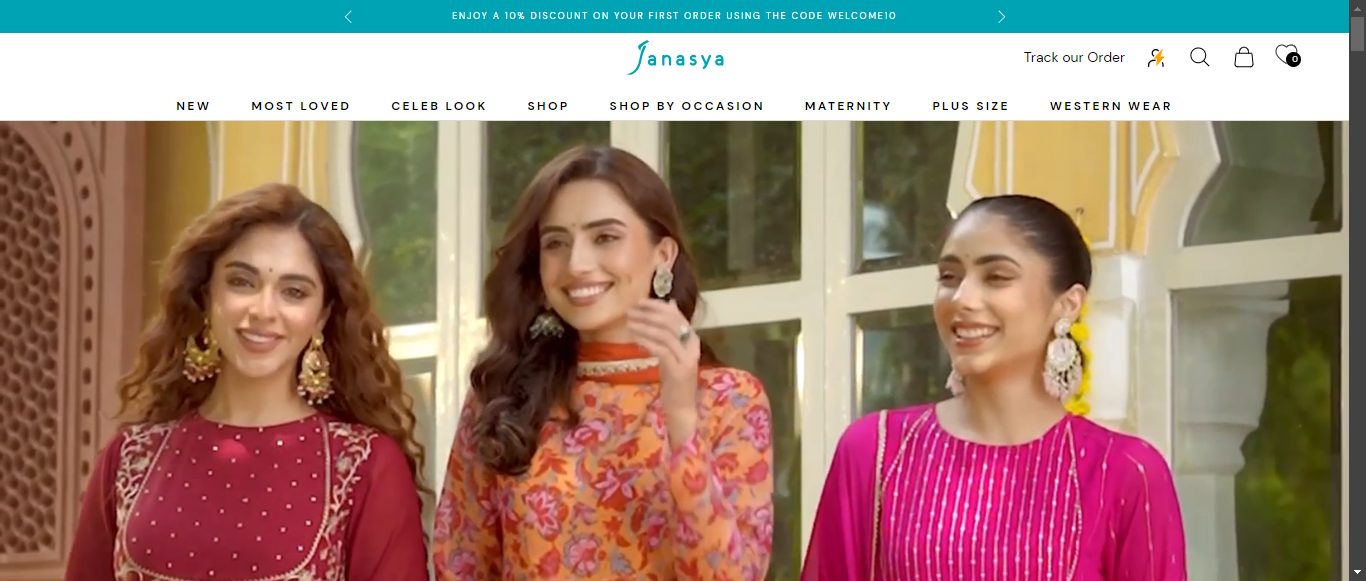 ENJOY A 10% DISCOUNT ON YOUR FIRST ORDER USING THE CODE WELCOME10
Janasya
Track our Order
0
NEW MOST LOVED CELEB LOOK SHOP SHOP BY OCCASION MATERNITY PLUS SIZE WESTERN WEAR